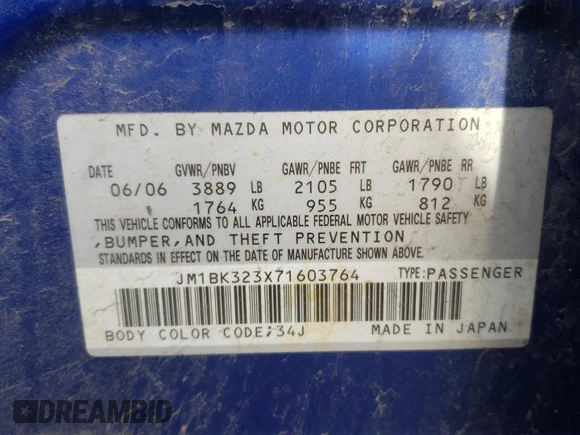 MFD. BY MAZDA MOTOR CORPORATION
DATE GVWR/PNBV GAWR/PNBE FRT GAWR/PNBE RR
06/06 3889 LB 2105 LB 1790 LB
1764 KG 955 KG 812 KG
THIS VEHICLE CONFORMS TO ALL APPLICABLE FEDERAL MOTOR VEHICLE SAFETY
,BUMPER,AND THEFT PREVENTION
STANDARDS IN EFFECT ON THE DATE OF MANUFACTURE SHOWN ABOVE.
JM1BK323X71603764 TYPE:PASSENGER
BODY COLOR CODE;34J MADE IN JAPAN
DREAMBID